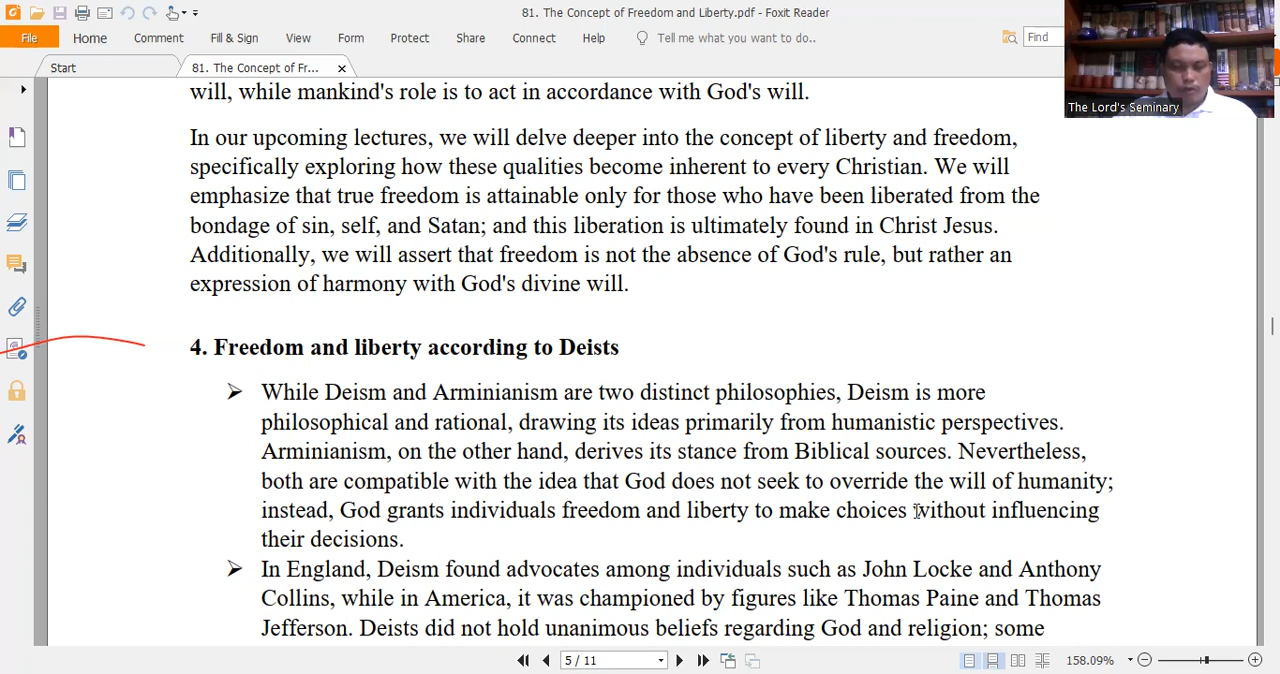 81. The Concept of Freedom and Liberty.pdf - Foxit Reader
File Home Comment Fill & Sign View Form Protect Share Connect Help Tell me what you want to do.. Find
Start 81. The Concept of Fr...
The Lord's Seminary
will, while mankind's role is to act in accordance with God's will.
In our upcoming lectures, we will delve deeper into the concept of liberty and freedom,
specifically exploring how these qualities become inherent to every Christian. We will
emphasize that true freedom is attainable only for those who have been liberated from the
bondage of sin, self, and Satan; and this liberation is ultimately found in Christ Jesus.
Additionally, we will assert that freedom is not the absence of God's rule, but rather an
expression of harmony with God's divine will.
4. Freedom and liberty according to Deists
While Deism and Arminianism are two distinct philosophies, Deism is more
philosophical and rational, drawing its ideas primarily from humanistic perspectives.
Arminianism, on the other hand, derives its stance from Biblical sources. Nevertheless,
both are compatible with the idea that God does not seek to override the will of humanity;
instead, God grants individuals freedom and liberty to make choices without influencing
their decisions.
In England, Deism found advocates among individuals such as John Locke and Anthony
Collins, while in America, it was championed by figures like Thomas Paine and Thomas
Jefferson. Deists did not hold unanimous beliefs regarding God and religion; some
5 / 11 158.09%